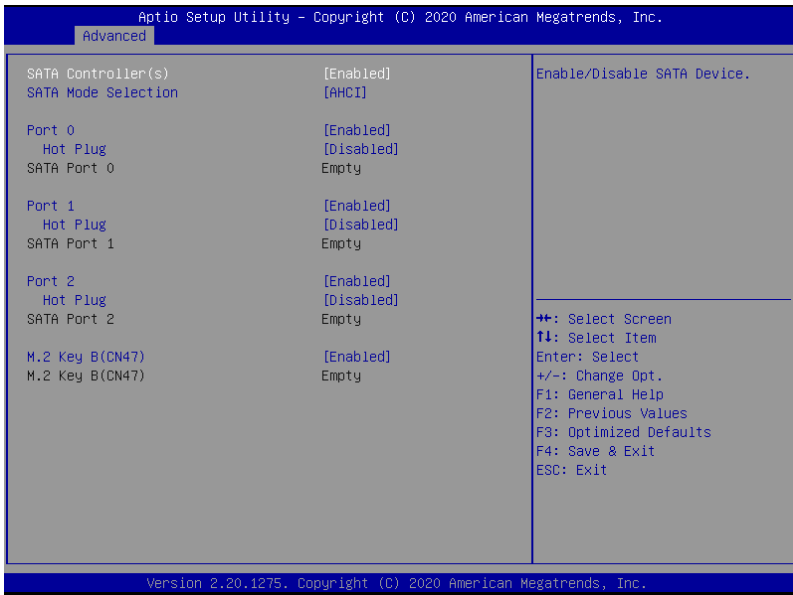 Aptio Setup Utility – Copyright (C) 2020 American Megatrends, Inc.
Advanced
SATA Controller(s) [Enabled]
SATA Mode Selection [AHCI]
Port 0 [Enabled]
Hot Plug [Disabled]
SATA Port 0 Empty
Port 1 [Enabled]
Hot Plug [Disabled]
SATA Port 1 Empty
Port 2 [Enabled]
Hot Plug [Disabled]
SATA Port 2 Empty
M.2 Key B(CN47) [Enabled]
M.2 Key B(CN47) Empty
Enable/Disable SATA Device.
→←: Select Screen
↑↓: Select Item
Enter: Select
+/-: Change Opt.
F1: General Help
F2: Previous Values
F3: Optimized Defaults
F4: Save & Exit
ESC: Exit
Version 2.20.1275. Copyright (C) 2020 American Megatrends, Inc.